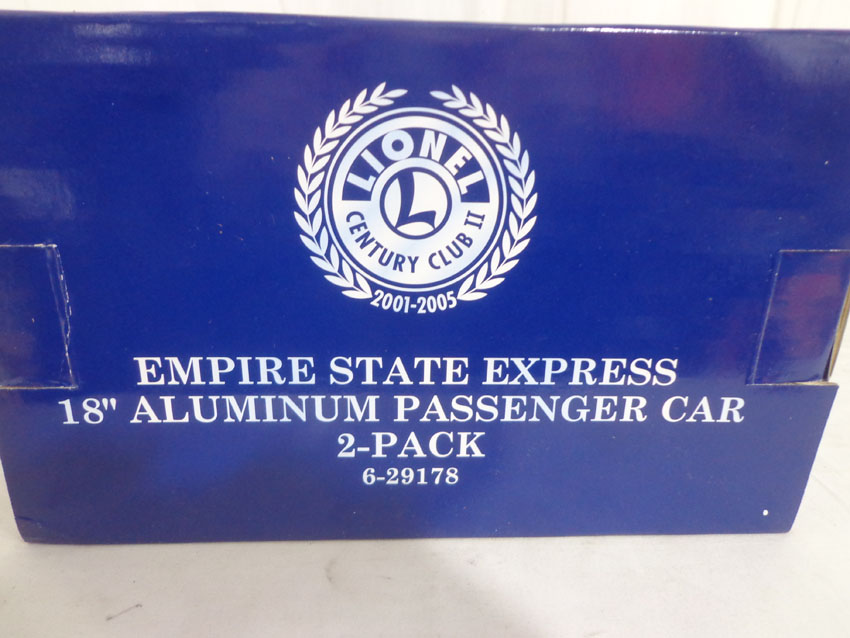 LIONEL
L
CENTURY CLUB II
2001-2005
EMPIRE STATE EXPRESS
18" ALUMINUM PASSENGER CAR
2-PACK
6-29178